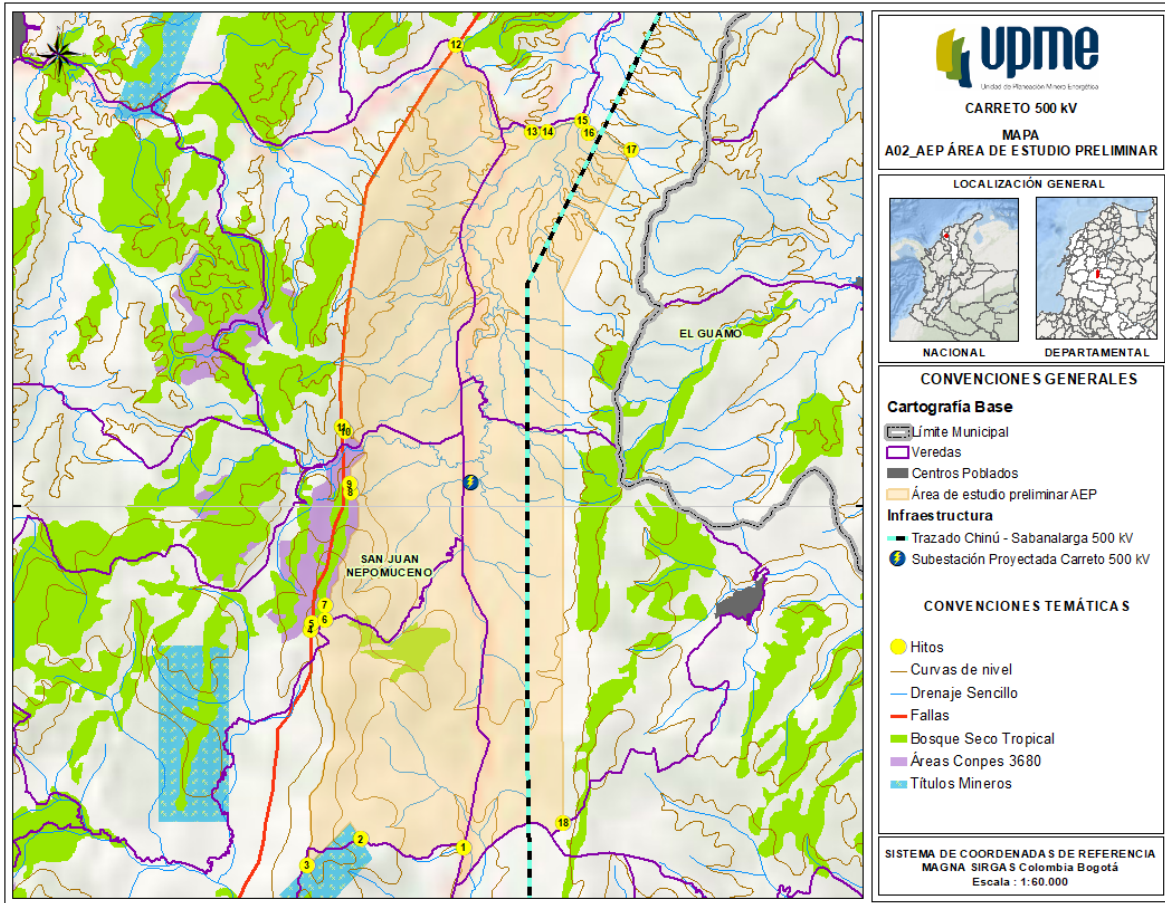 12
13
14
15
16
17
EL GUAMO
11
10
9
8
SAN JUAN
NEPOMUCENO
7
6
5
4
3
2
1
18
upme
Unidad de Planeación Minero Energética
CARRETO 500 kV
MAPA
A02_AEP ÁREA DE ESTUDIO PRELIMINAR
LOCALIZACIÓN GENERAL
NACIONAL
DEPARTAMENTAL
CONVENCIONES GENERALES
Cartografía Base
Límite Municipal
Veredas
Centros Poblados
Área de estudio preliminar AEP
Infraestructura
Trazado Chinú - Sabanalarga 500 kV
Subestación Proyectada Carreto 500 kV
CONVENCIONES TEMÁTICAS
Hitos
Curvas de nivel
Drenaje Sencillo
Fallas
Bosque Seco Tropical
Áreas Conpes 3680
Títulos Mineros
SISTEMA DE COORDENADAS DE REFERENCIA
MAGNA SIRGAS Colombia Bogotá
Escala : 1:60.000